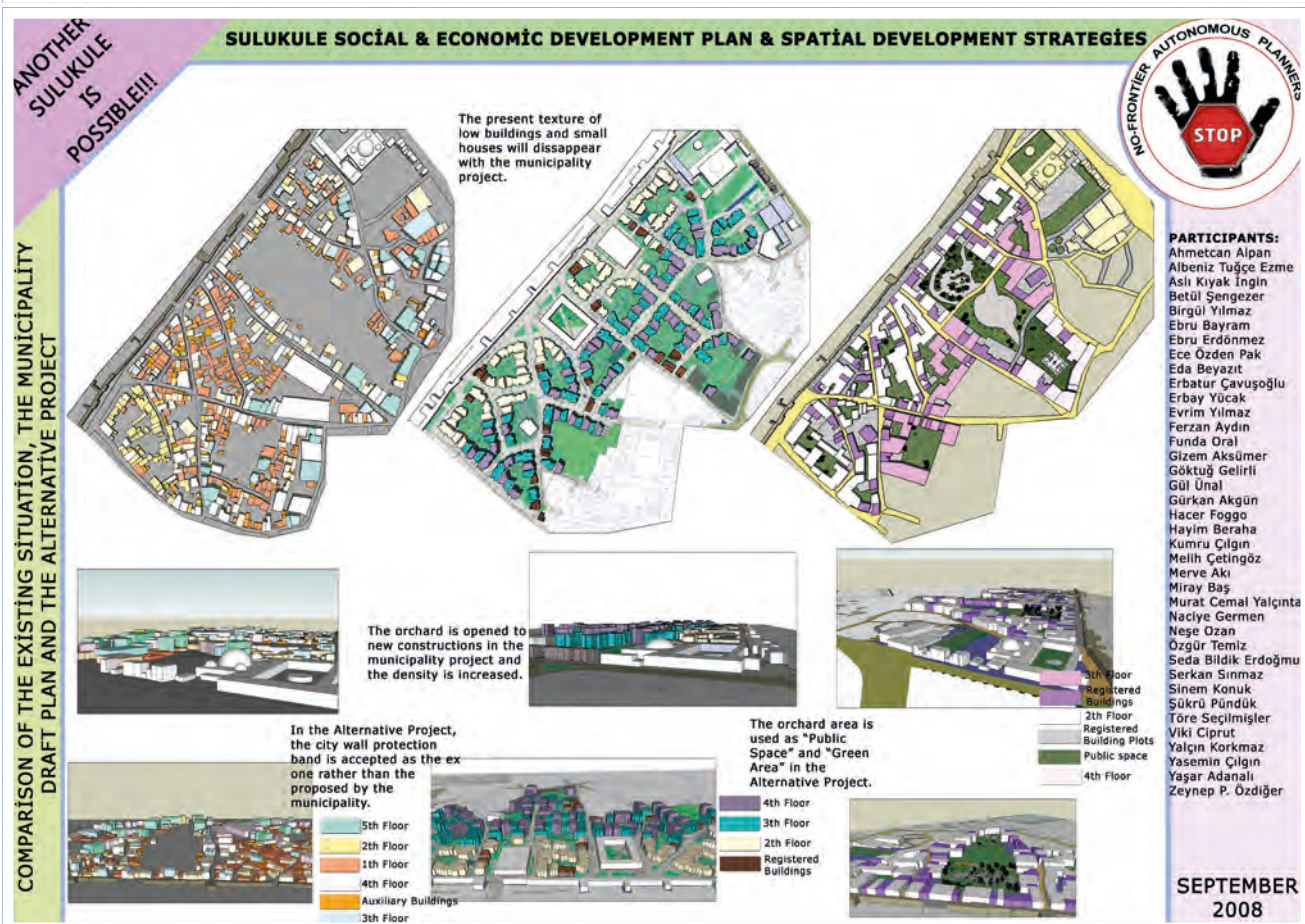 ANOTHER
SULUKULE
IS
POSSIBLE!!!
SULUKULE SOCİAL & ECONOMIC DEVELOPMENT PLAN & SPATIAL DEVELOPMENT STRATEGİES
NO-FRONTİER AUTONOMOUS PLANNERS
STOP
COMPARİSON OF THE EXİSTİNG SİTUATİON, THE MUNİCİPALİTY
DRAFT PLAN AND THE ALTERNATİVE PROJECT
The present texture of
low buildings and small
houses will dissappear
with the municipality
project.
The orchard is opened to
new constructions in the
municipality project and
the density is increased.
In the Alternative Project,
the city wall protection
band is accepted as the ex
one rather than the
proposed by the
municipality.
5th Floor
2th Floor
1th Floor
4th Floor
Auxiliary Buildings
3th Floor
The orchard area is
used as "Public
Space" and "Green
Area" in the
Alternative Project.
4th Floor
3th Floor
2th Floor
Registered
Buildings
3th Floor
Registered
Buildings
2th Floor
Registered
Building Plots
Public space
4th Floor
PARTICIPANTS:
Ahmetcan Alpan
Albeniz Tuğçe Ezme
Aslı Kıyak İngin
Betül Şengezer
Birgül Yılmaz
Ebru Bayram
Ebru Erdönmez
Ece Özden Pak
Eda Beyazıt
Erbatur Çavuşoğlu
Erbay Yücak
Evrim Yılmaz
Ferzan Aydın
Funda Oral
Gizem Aksümer
Göktuğ Gelirli
Gül Ünal
Gürkan Akgün
Hacer Foggo
Hayim Beraha
Kumru Çılgın
Melih Çetingöz
Merve Akı
Miray Baş
Murat Cemal Yalçınta
Naciye Germen
Neşe Ozan
Özgür Temiz
Seda Bildik Erdoğmu
Serkan Sınmaz
Sinem Konuk
Şükrü Pündük
Töre Seçilmişler
Viki Ciprut
Yalçın Korkmaz
Yasemin Çılgın
Yaşar Adanalı
Zeynep P. Özdiğer
SEPTEMBER
2008